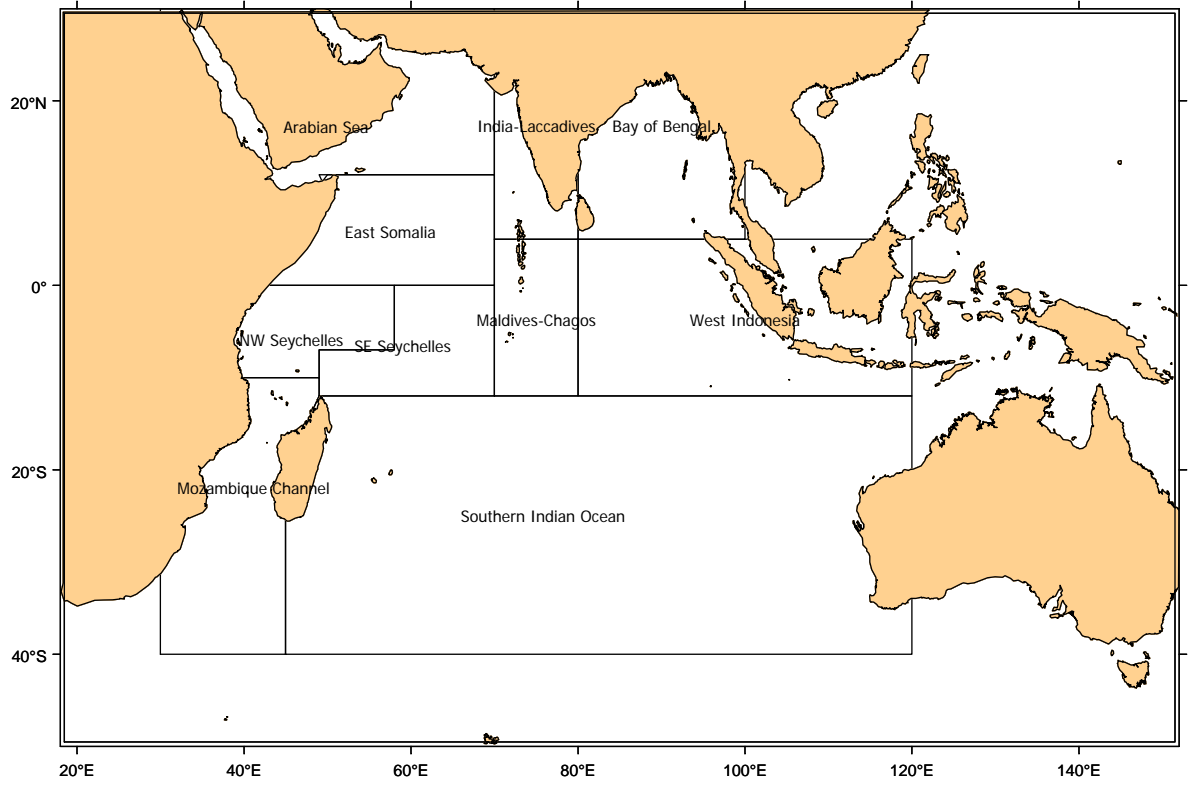 20°N
Arabian Sea
India-Laccadives
Bay of Bengal
East Somalia
0°
NW Seychelles
SE Seychelles
Maldives-Chagos
West Indonesia
20°S
Mozambique Channel
Southern Indian Ocean
40°S
20°E
40°E
60°E
80°E
100°E
120°E
140°E